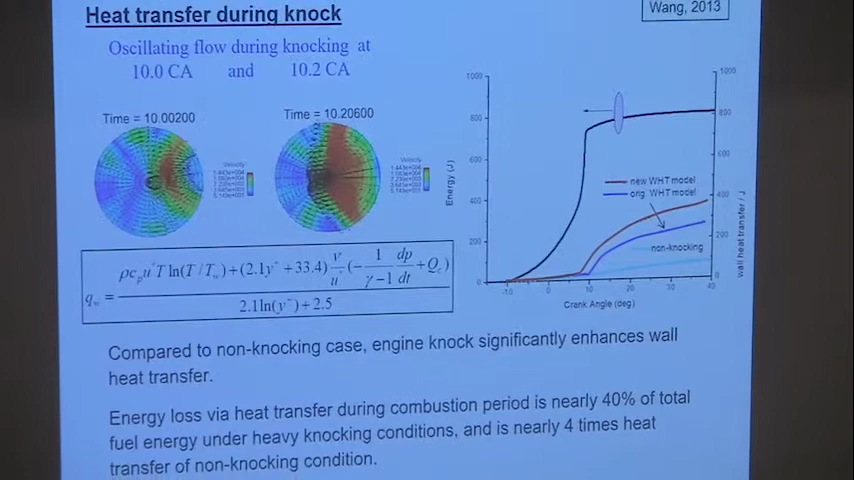 Heat transfer during knock
Wang, 2013
Oscillating flow during knocking at
10.0 CA and 10.2 CA
Time = 10.00200
Time = 10.20600
Velocity
Velocity
1000
800
600
400
200
0
Energy (J)
1000
800
600
400
200
0
wall heat transfer / J
new WHT model
orig. WHT model
non-knocking
-10 0 10 20 30 40
Crank Angle (deg)
ρc_p u* T ln(T / T_w) + (2.1y⁺ + 33.4) ν/u* (− 1/(γ−1) dp/dt + Q_c)
q_w =
2.1ln(y⁺) + 2.5
Compared to non-knocking case, engine knock significantly enhances wall
heat transfer.
Energy loss via heat transfer during combustion period is nearly 40% of total
fuel energy under heavy knocking conditions, and is nearly 4 times heat
transfer of non-knocking condition.